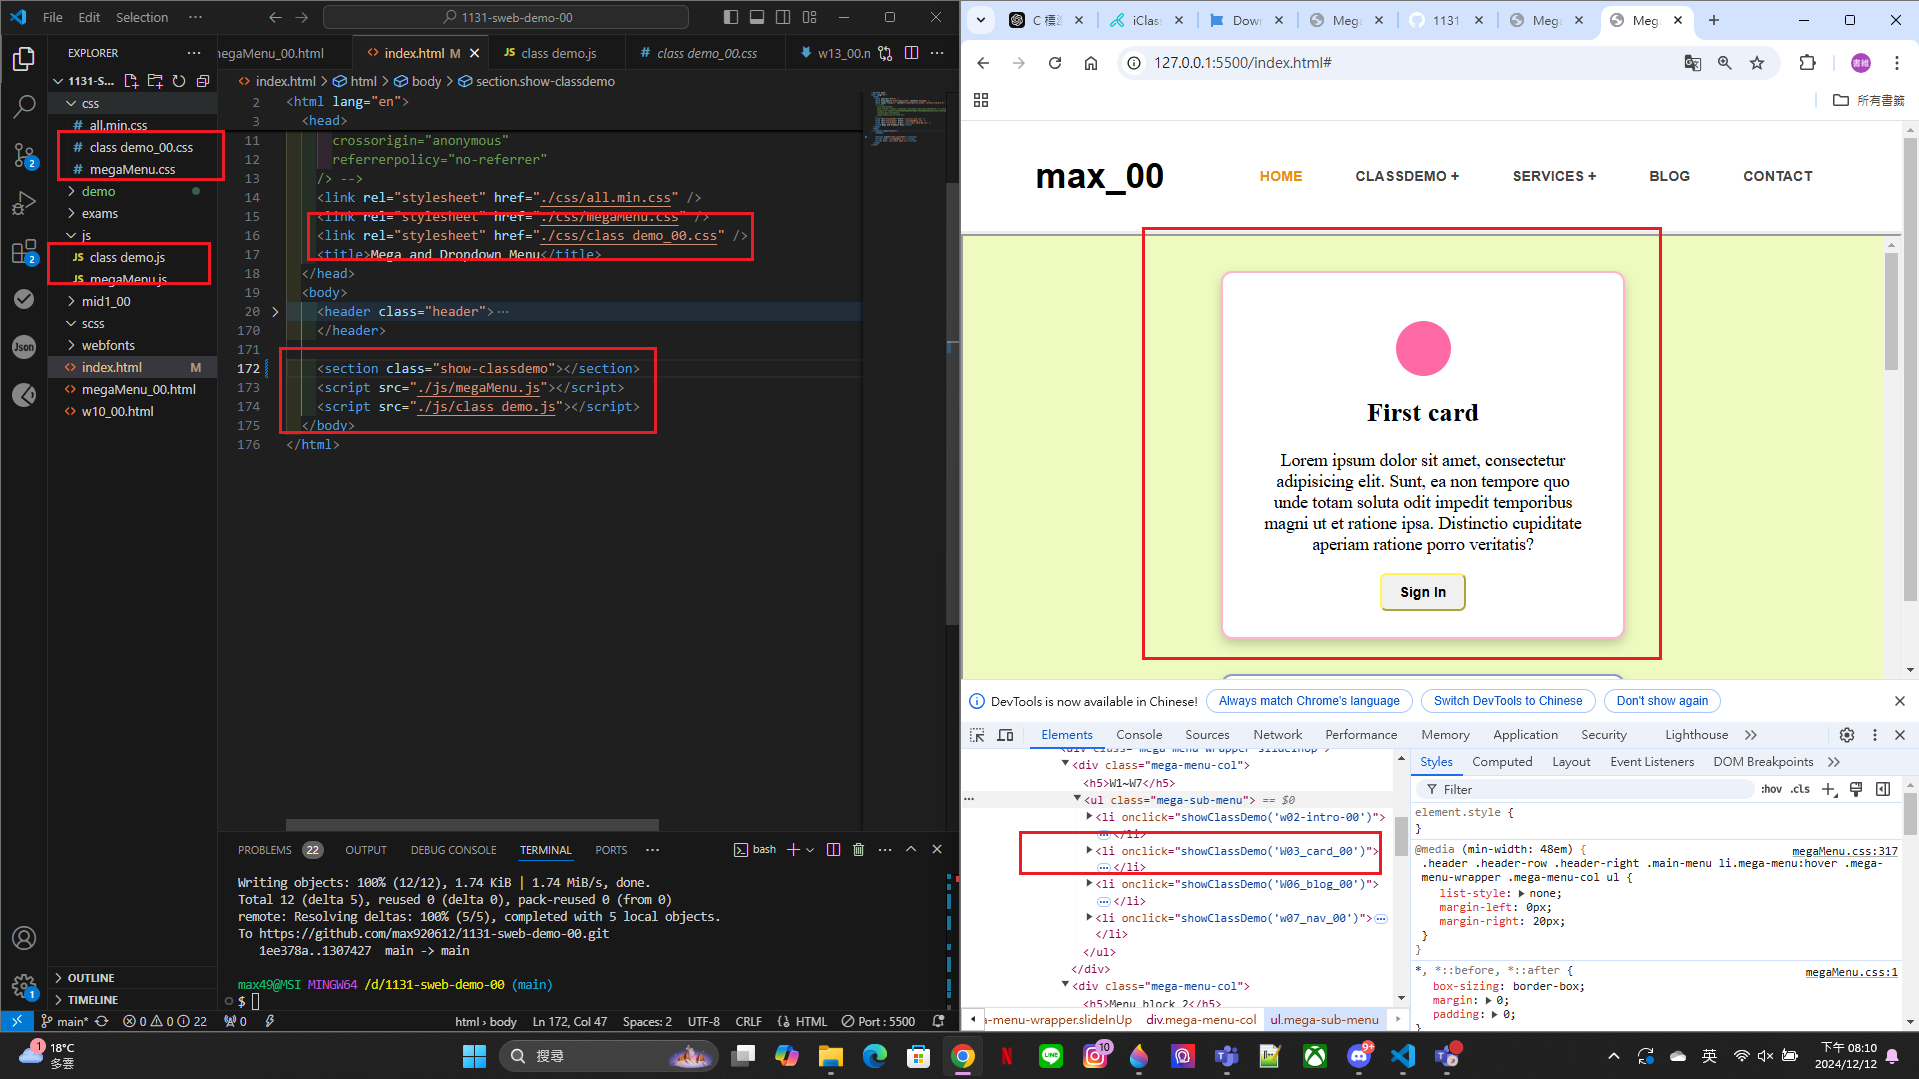 File Edit Selection ··· 1131-sweb-demo-00
EXPLORER
1131-S...
css
all.min.css
class demo_00.css
megaMenu.css
demo
exams
js
class demo.js
megaMenu.js
mid1_00
scss
webfonts
index.html M
megaMenu_00.html
w10_00.html
OUTLINE
TIMELINE
megaMenu_00.html index.html M class demo.js class demo_00.css w13_00.n
index.html > html > body > section.show-classdemo
2 <html lang="en">
3 <head>
11 crossorigin="anonymous"
12 referrerpolicy="no-referrer"
13 /> -->
14 <link rel="stylesheet" href="./css/all.min.css" />
15 <link rel="stylesheet" href="./css/megaMenu.css" />
16 <link rel="stylesheet" href="./css/class demo_00.css" />
17 <title>Mega and Dropdown Menu</title>
18 </head>
19 <body>
20 <header class="header">···
170 </header>
171
172 <section class="show-classdemo"></section>
173 <script src="./js/megaMenu.js"></script>
174 <script src="./js/class demo.js"></script>
175 </body>
176 </html>
PROBLEMS 22 OUTPUT DEBUG CONSOLE TERMINAL PORTS ··· bash
Writing objects: 100% (12/12), 1.74 KiB | 1.74 MiB/s, done.
Total 12 (delta 5), reused 0 (delta 0), pack-reused 0 (from 0)
remote: Resolving deltas: 100% (5/5), completed with 5 local objects.
To https://github.com/max920612/1131-sweb-demo-00.git
1ee378a..1307427 main -> main
max49@MSI MINGW64 /d/1131-sweb-demo-00 (main)
$
main* 0 0 22 0 html › body Ln 172, Col 47 Spaces: 2 UTF-8 CRLF HTML Port : 5500
C 標 iClas Down Mega 1131 Mega Mega
127.0.0.1:5500/index.html#
所有書籤
max_00 HOME CLASSDEMO + SERVICES + BLOG CONTACT
First card
Lorem ipsum dolor sit amet, consectetur
adipisicing elit. Sunt, ea non tempore quo
unde totam soluta odit impedit temporibus
magni ut et ratione ipsa. Distinctio cupiditate
aperiam ratione porro veritatis?
Sign In
DevTools is now available in Chinese! Always match Chrome's language Switch DevTools to Chinese Don't show again
Elements Console Sources Network Performance Memory Application Security Lighthouse
<div class="mega-menu-wrapper slideInUp">
<div class="mega-menu-col">
<h5>W1~W7</h5>
<ul class="mega-sub-menu"> == $0
<li onclick="showClassDemo('w02-intro-00')">
</li>
<li onclick="showClassDemo('W03_card_00')">
</li>
<li onclick="showClassDemo('W06_blog_00')">
</li>
<li onclick="showClassDemo('w07_nav_00')">
</li>
</ul>
</div>
<div class="mega-menu-col">
<h5>Menu block 2</h5>
a-menu-wrapper.slideInUp div.mega-menu-col ul.mega-sub-menu
Styles Computed Layout Event Listeners DOM Breakpoints
Filter :hov .cls
element.style {
}
@media (min-width: 48em) {
megaMenu.css:317
.header .header-row .header-right .main-menu li.mega-menu:hover .mega-
menu-wrapper .mega-menu-col ul {
list-style: none;
margin-left: 0px;
margin-right: 20px;
}
}
*, *::before, *::after {
megaMenu.css:1
box-sizing: border-box;
margin: 0;
padding: 0;
}
1 18°C
多雲
搜尋
10
9+
英
下午 08:10
2024/12/12